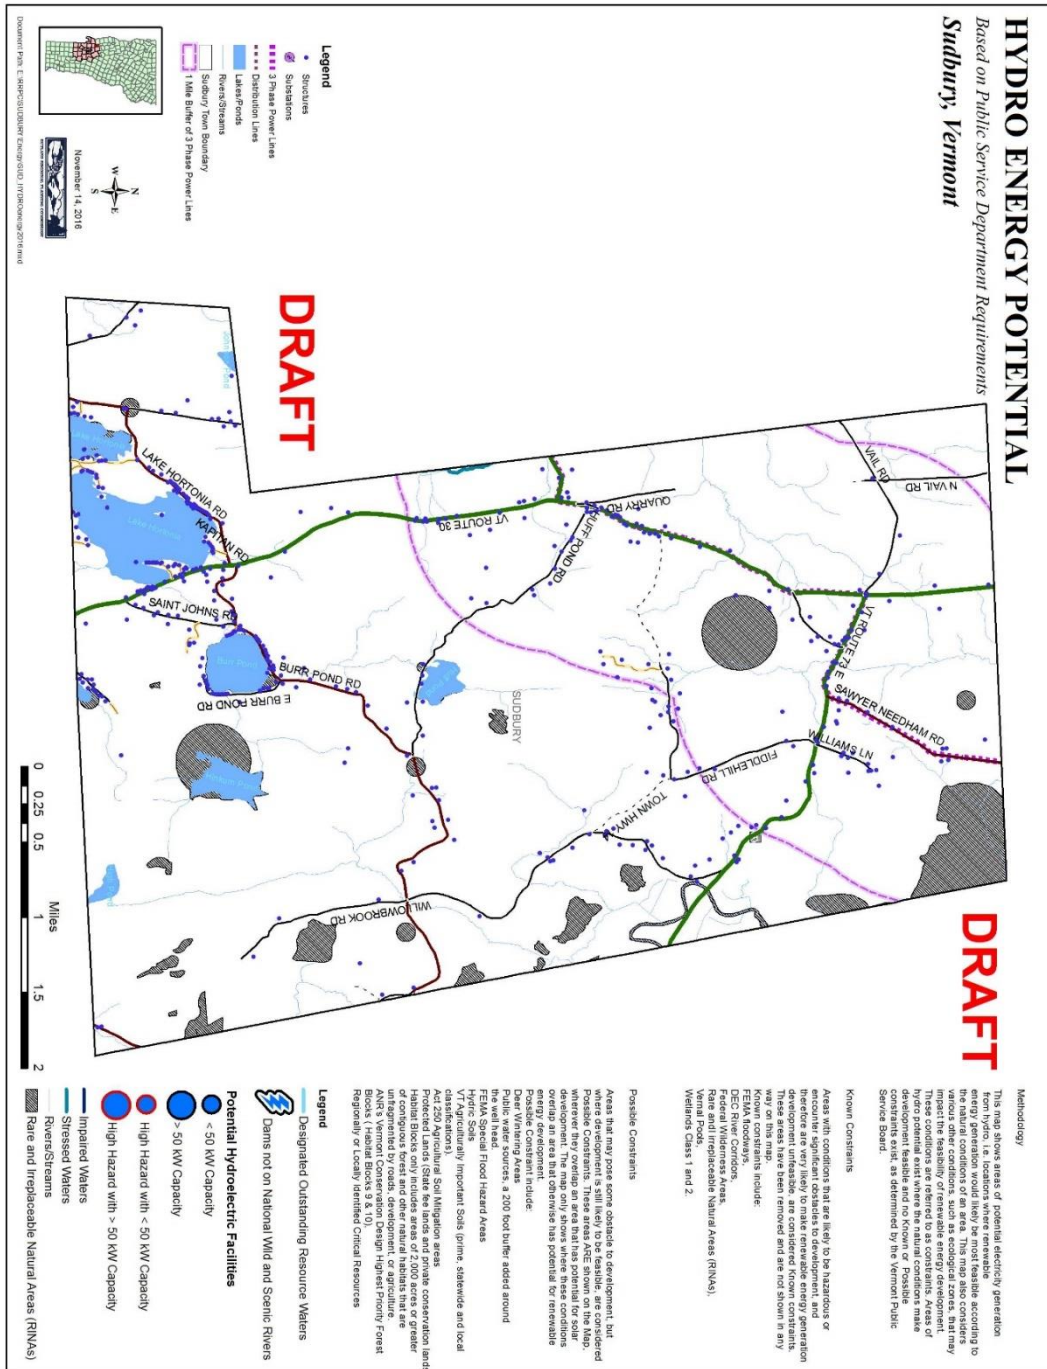 HYDRO ENERGY POTENTIAL
Based on Public Service Department Requirements
Sudbury, Vermont
Legend
Structures
Substations
3 Phase Power Lines
Distribution Lines
Lakes/Ponds
Rivers/Streams
Sudbury Town Boundary
1 Mile Buffer of 3 Phase Power Lines
N
W
E
S
November 14, 2016
DRAFT
DRAFT
N VAIL RD
VAIL RD
VT ROUTE 73 E
SAWYER NEEDHAM RD
WILLIAMS LN
FIDDLEHILL RD
TOWN HWY
QUARRY RD
HUFF POND RD
VT ROUTE 30
SUDBURY
WILLOWBROOK RD
BURR POND RD
E BURR POND RD
Burr Pond
SAINT JOHNS RD
KAPITAN RD
LAKE HORTONIA RD
Lake Hortonia
0
0.25
0.5
1
1.5
2
Miles
Methodology
This map shows areas of potential electricity generation
from hydro, i.e. locations where renewable
energy generation would likely be most feasible according to
the natural conditions of an area. This map also considers
various other conditions, such as ecological zones, that may
impact the feasibility of renewable energy development.
These conditions are referred to as constraints. Areas of
hydro potential exist where the natural conditions make
development feasible and no Known or Possible
constraints exist, as determined by the Vermont Public
Service Board.
Known Constraints
Areas with conditions that are likely to be hazardous or
encounter significant obstacles to development, and
therefore are very likely to make renewable energy generation
development unfeasible, are considered Known constraints.
These areas have been removed and are not shown in any
way on this map.
Known constraints include:
FEMA floodways,
DEC River Corridors,
Federal Wilderness Areas,
Rare and Irreplaceable Natural Areas (RINAs),
Vernal Pools,
Wetlands Class 1 and 2.
Possible Constraints
Areas that may pose some obstacle to development, but
where development is still likely to be feasible, are considered
Possible Constraints. These areas ARE shown on the Map,
wherever they overlap an area that has potential for solar
development. The map only shows where these conditions
overlap an area that otherwise has potential for renewable
energy development.
Possible Constraint include:
Deer Wintering Areas
Public water sources, a 200 foot buffer added around
the well head.
FEMA Special Flood Hazard Areas
Hydric Soils
VT Agriculturally Important Soils (prime, statewide and local
classifications).
Act 250 Agricultural Soil Mitigation areas
Protected Lands (State fee lands and private conservation lands
Habitat Blocks only includes areas of 2,000 acres or greater
of contiguous forest and other natural habitats that are
unfragmented by roads, development, or agriculture.
ANR's Vermont Conservation Design Highest Priority Forest
Blocks ( Habitat Blocks 9 & 10).
Regionally or Locally Identified Critical Resources
Legend
Designated Outstanding Resource Waters
Dams not on National Wild and Scenic Rivers
Potential Hydroelectric Facilities
< 50 kW Capacity
> 50 kW Capacity
High Hazard with < 50 kW Capacity
High Hazard with > 50 kW Capacity
Impaired Waters
Stressed Waters
Rivers/Streams
Rare and Irreplaceable Natural Areas (RINAs)